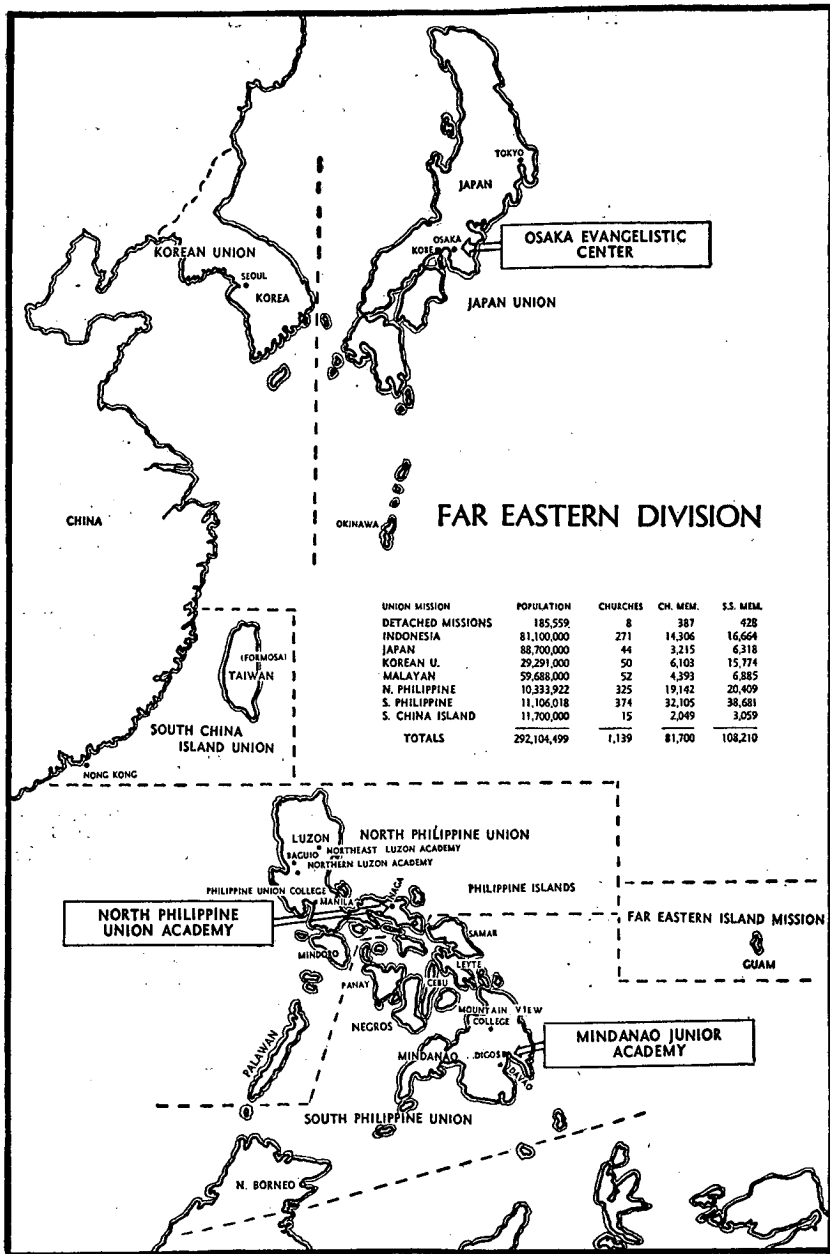 TOKYO
JAPAN
KOREAN UNION
OSAKA
KOBE
OSAKA EVANGELISTIC
CENTER
SEOUL
KOREA
JAPAN UNION
CHINA
OKINAWA
FAR EASTERN DIVISION
UNION MISSION POPULATION CHURCHES CH. MEM. S.S. MEM.
DETACHED MISSIONS 185,559 8 387 428
INDONESIA 81,100,000 271 14,306 16,664
JAPAN 88,700,000 44 3,215 6,318
KOREAN U. 29,291,000 50 6,103 15,774
MALAYAN 59,688,000 52 4,393 6,885
N. PHILIPPINE 10,333,922 325 19,142 20,409
S. PHILIPPINE 11,106,018 374 32,105 38,681
S. CHINA ISLAND 11,700,000 15 2,049 3,059
TOTALS 292,104,499 1,139 81,700 108,210
(FORMOSA)
TAIWAN
SOUTH CHINA
ISLAND UNION
HONG KONG
LUZON
NORTH PHILIPPINE UNION
NORTHEAST LUZON ACADEMY
BAGUIO
NORTHERN LUZON ACADEMY
PHILIPPINE UNION COLLEGE
MANILA
NAGA
PHILIPPINE ISLANDS
NORTH PHILIPPINE
UNION ACADEMY
FAR EASTERN ISLAND MISSION
GUAM
SAMAR
MINDORO
LEYTE
PANAY
CEBU
MOUNTAIN VIEW
COLLEGE
NEGROS
PALAWAN
MINDANAO
DIGOS
DAVAO
MINDANAO JUNIOR
ACADEMY
SOUTH PHILIPPINE UNION
N. BORNEO